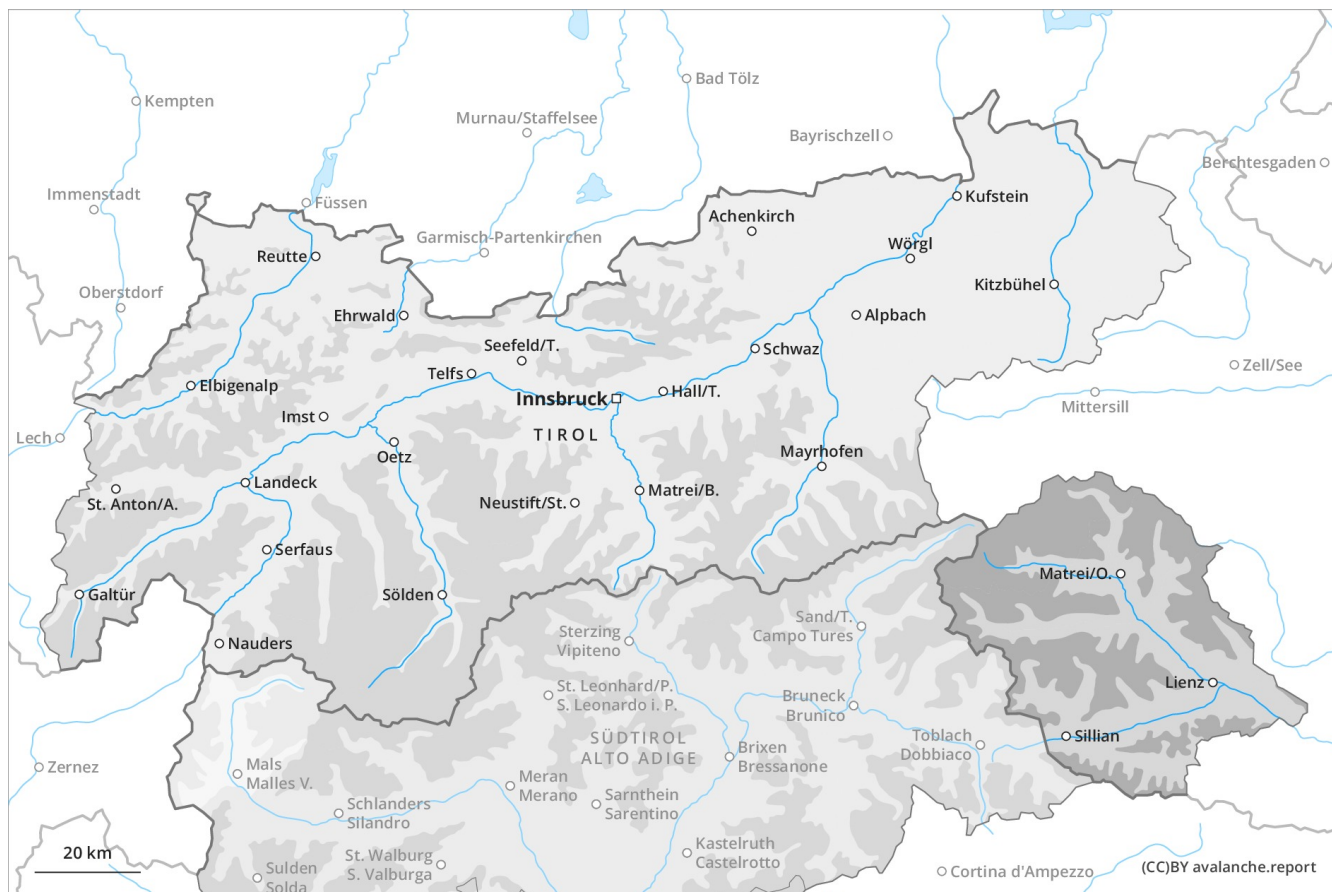 Bad Tölz
Kempten
Murnau/Staffelsee
Bayrischzell
Berchtesgaden
Immenstadt
Füssen
Kufstein
Achenkirch
Garmisch-Partenkirchen
Wörgl
Reutte
Kitzbühel
Oberstdorf
Ehrwald
Alpbach
Seefeld/T.
Schwaz
Zell/See
Telfs
Elbigenalp
Hall/T.
Innsbruck
Mittersill
Imst
Lech
TIROL
Oetz
Mayrhofen
Landeck
St. Anton/A.
Neustift/St.
Matrei/B.
Serfaus
Matrei/O.
Galtür
Sölden
Sand/T.
Campo Tures
Sterzing
Vipiteno
Nauders
Lienz
St. Leonhard/P.
S. Leonardo i. P.
Bruneck
Brunico
Sillian
SÜDTIROL
ALTO ADIGE
Toblach
Dobbiaco
Brixen
Bressanone
Zernez
Mals
Malles V.
Meran
Merano
Schlanders
Silandro
Sarnthein
Sarentino
20 km
St. Walburg
S. Valburga
Kastelruth
Castelrotto
Sulden
Solda
Cortina d'Ampezzo
(CC)BY avalanche.report